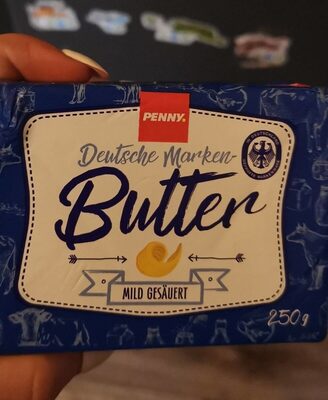 PENNY.
Deutsche Marken-
Butter
MILD GESÄUERT
250g